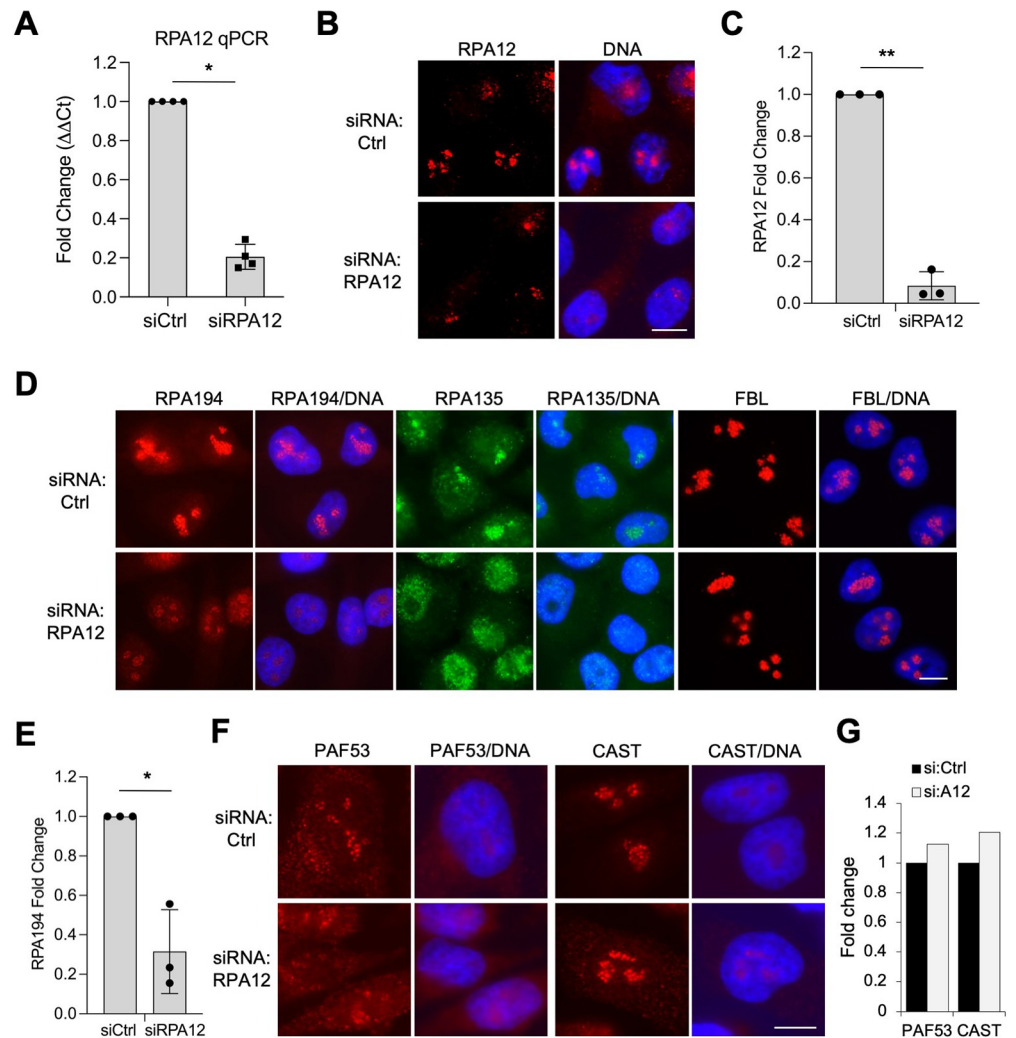 A
RPA12 qPCR
*
Fold Change (ΔΔCt)
1.2
1.0
0.8
0.6
0.4
0.2
0.0
siCtrl
siRPA12
B
RPA12
DNA
siRNA:
Ctrl
siRNA:
RPA12
C
**
RPA12 Fold Change
1.2
1.0
0.8
0.6
0.4
0.2
0.0
siCtrl
siRPA12
D
RPA194
RPA194/DNA
RPA135
RPA135/DNA
FBL
FBL/DNA
siRNA:
Ctrl
siRNA:
RPA12
E
*
RPA194 Fold Change
1.2
1.0
0.8
0.6
0.4
0.2
0.0
siCtrl
siRPA12
F
PAF53
PAF53/DNA
CAST
CAST/DNA
siRNA:
Ctrl
siRNA:
RPA12
G
si:Ctrl
si:A12
Fold change
1.4
1.2
1
0.8
0.6
0.4
0.2
0
PAF53
CAST